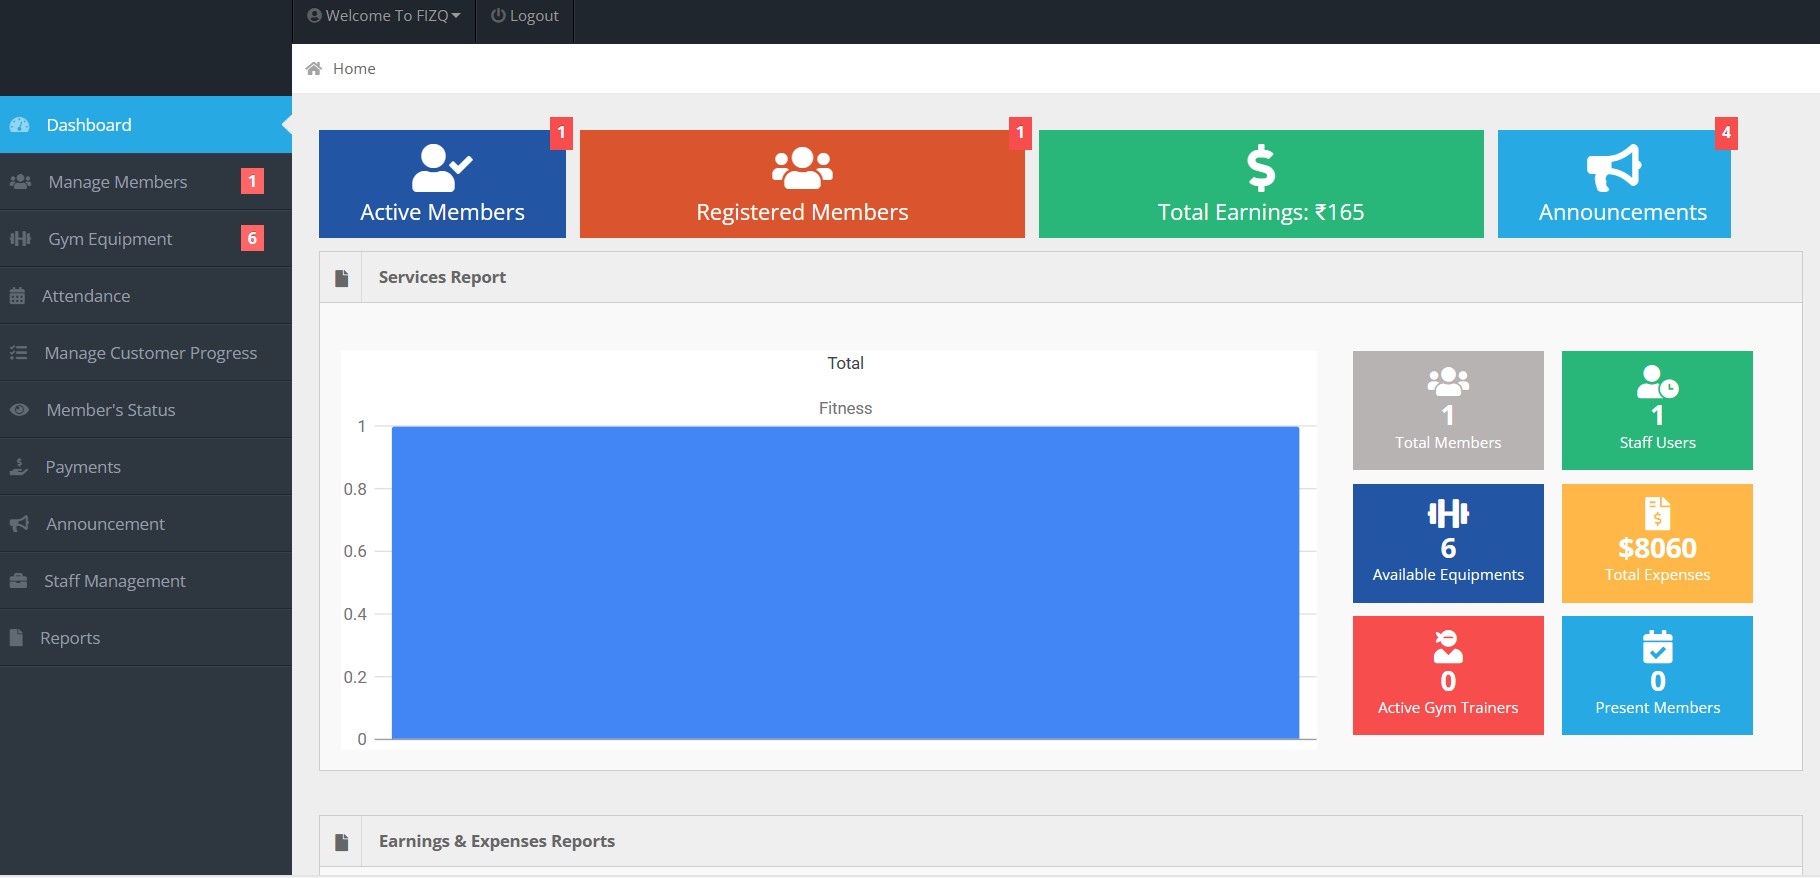 Welcome To FIZQ
Logout
Home
Dashboard
Manage Members 1
Gym Equipment 6
Attendance
Manage Customer Progress
Member's Status
Payments
Announcement
Staff Management
Reports
1
Active Members
1
Registered Members
$
Total Earnings: ₹165
4
Announcements
Services Report
Total
Fitness
1
0.8
0.6
0.4
0.2
0
1
Total Members
1
Staff Users
6
Available Equipments
$8060
Total Expenses
0
Active Gym Trainers
0
Present Members
Earnings & Expenses Reports